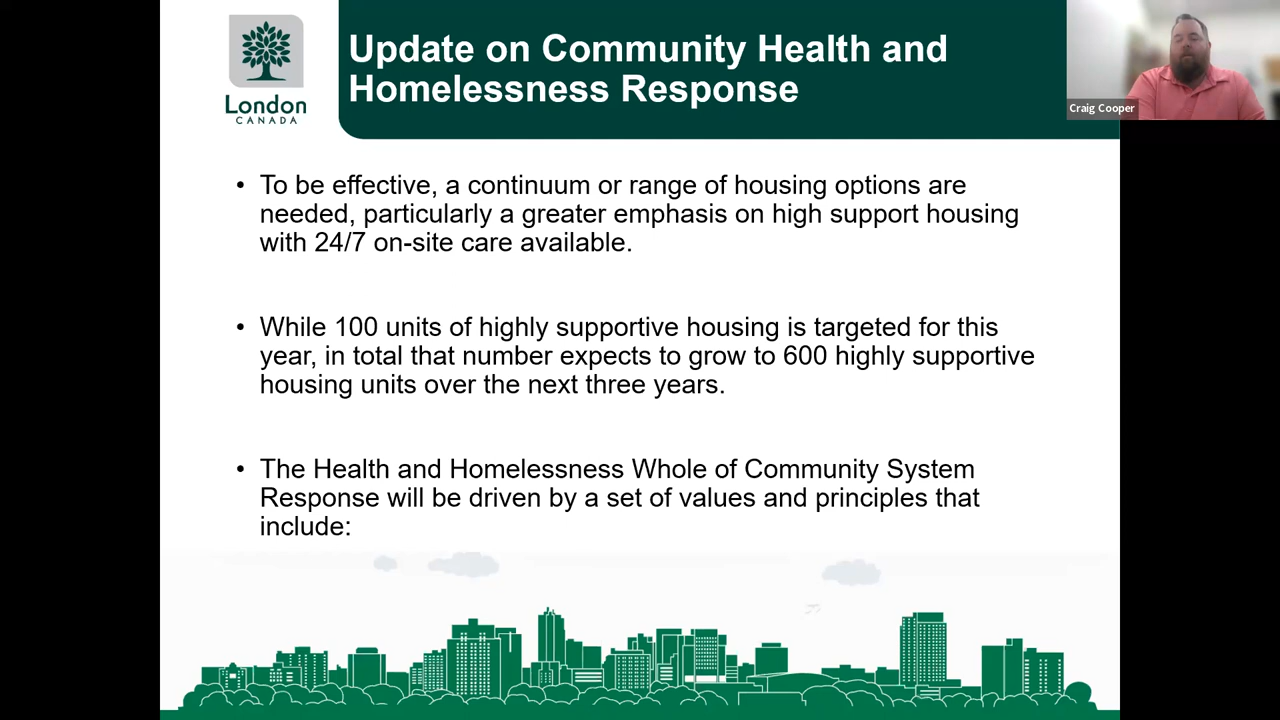 London
CANADA
Update on Community Health and
Homelessness Response
Craig Cooper
• To be effective, a continuum or range of housing options are
needed, particularly a greater emphasis on high support housing
with 24/7 on-site care available.
• While 100 units of highly supportive housing is targeted for this
year, in total that number expects to grow to 600 highly supportive
housing units over the next three years.
• The Health and Homelessness Whole of Community System
Response will be driven by a set of values and principles that
include: